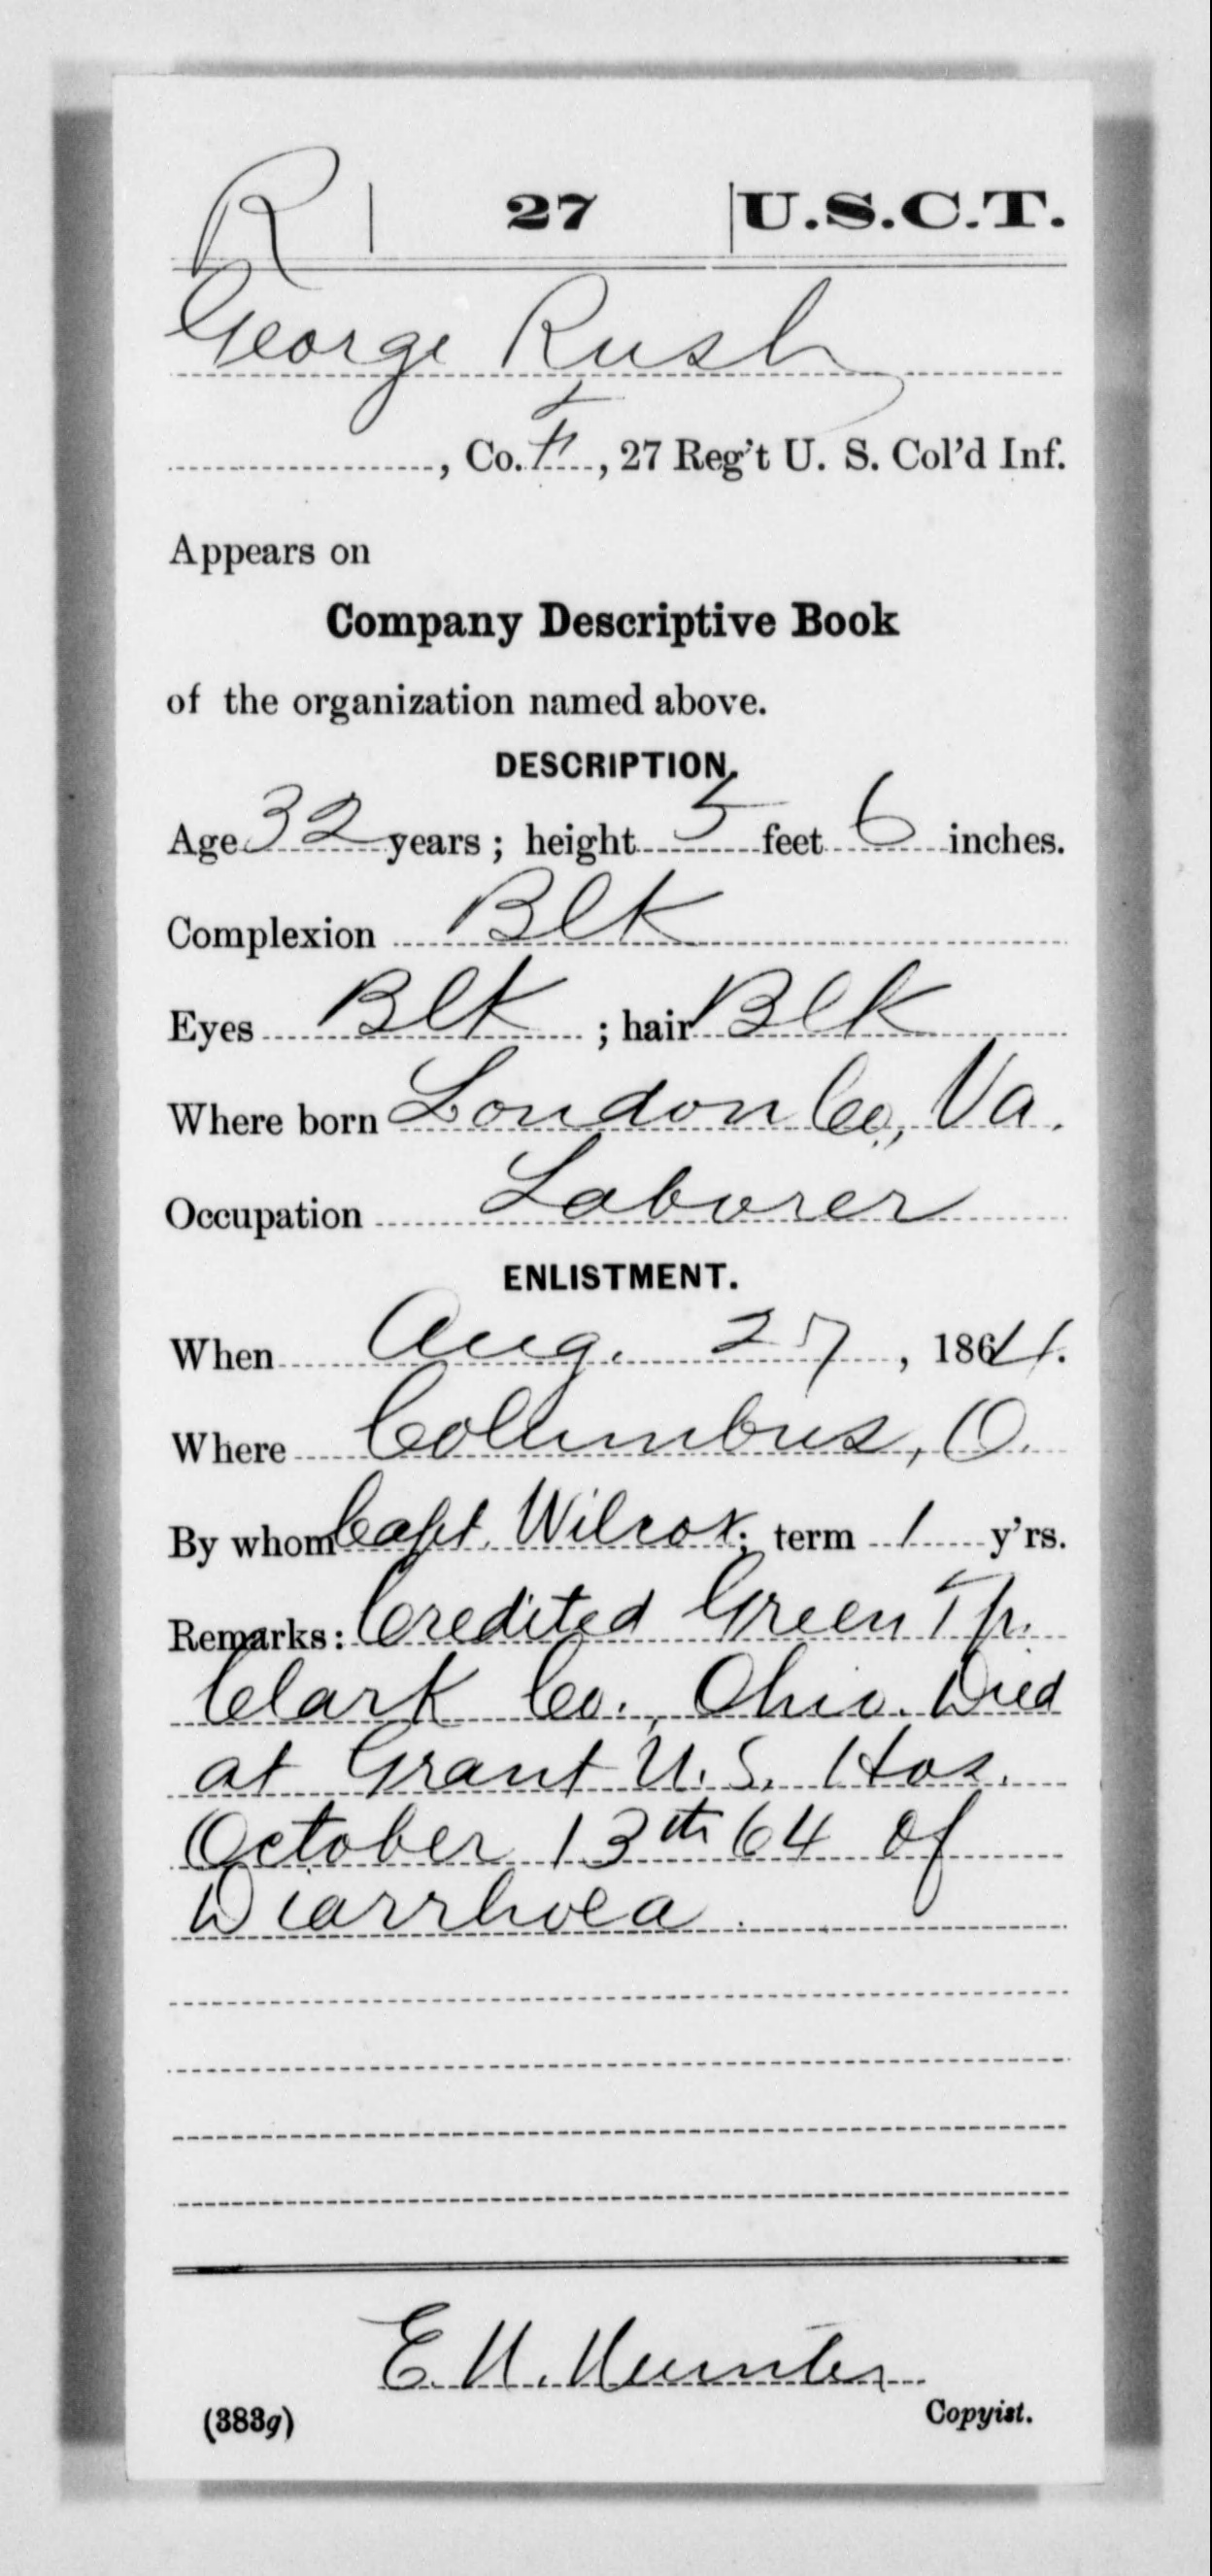 R | 27 | U.S.C.T.
George Rush
, Co. F, 27 Reg't U. S. Col'd Inf.
Appears on
Company Descriptive Book
of the organization named above.
DESCRIPTION.
Age 32 years; height 5 feet 6 inches.
Complexion Blk
Eyes Blk; hair Blk
Where born London Co., Va.
Occupation Laborer
ENLISTMENT.
When Aug. 27, 1864.
Where Columbus, O.
By whom Capt. Wilcox; term 1 y'rs.
Remarks: Credited Green Tp.
Clark Co., Ohio. Died
at Grant U.S. Hos.
October 13th 64 of
Diarrhoea.
E.
(383g) Copyist.